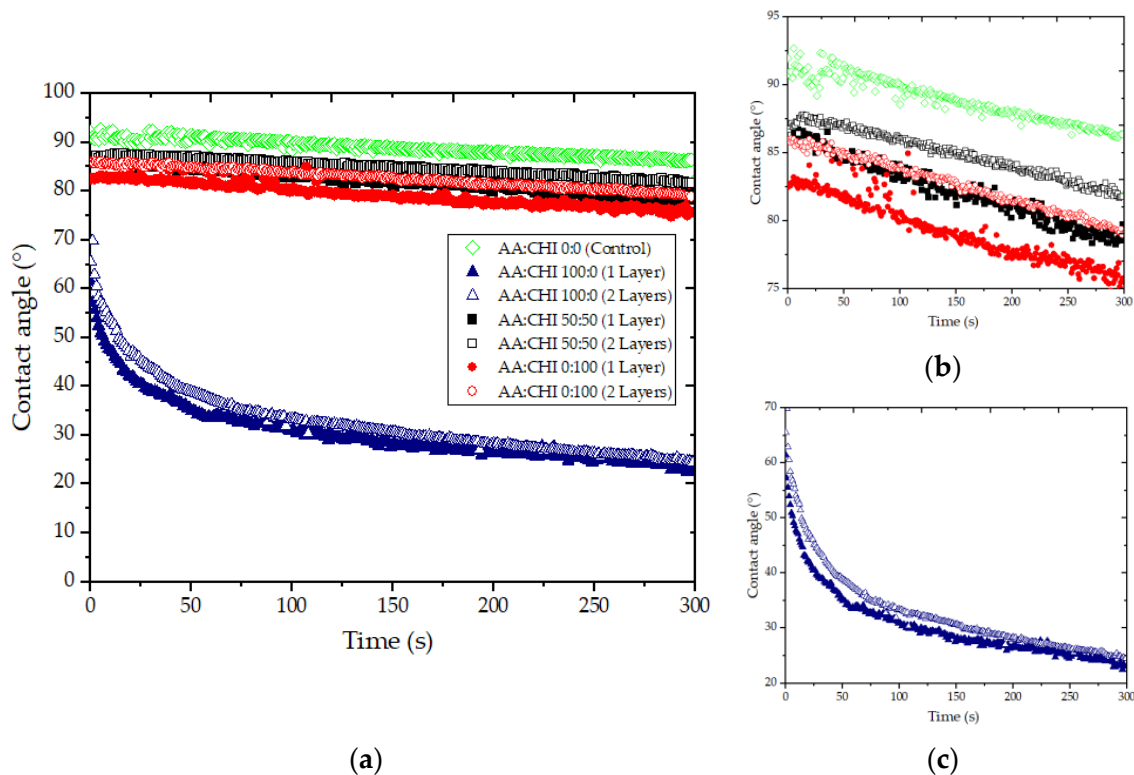 100
90
80
70
60
50
40
30
20
10
0
0 50 100 150 200 250 300
Contact angle (°)
Time (s)
AA:CHI 0:0 (Control)
AA:CHI 100:0 (1 Layer)
AA:CHI 100:0 (2 Layers)
AA:CHI 50:50 (1 Layer)
AA:CHI 50:50 (2 Layers)
AA:CHI 0:100 (1 Layer)
AA:CHI 0:100 (2 Layers)
(a)
95
90
85
80
75
0 50 100 150 200 250 300
Contact angle (°)
Time (s)
(b)
70
60
50
40
30
20
0 50 100 150 200 250 300
Contact angle (°)
Time (s)
(c)